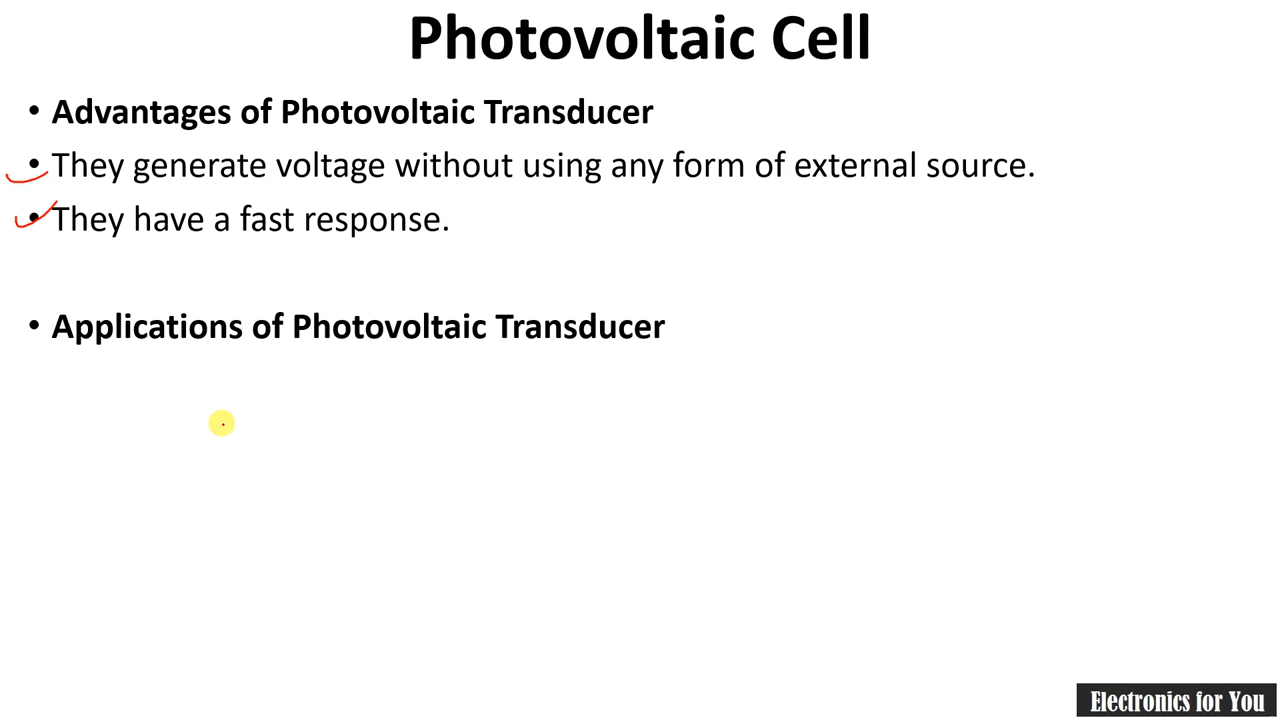 Photovoltaic Cell
• Advantages of Photovoltaic Transducer
• They generate voltage without using any form of external source.
• They have a fast response.
• Applications of Photovoltaic Transducer
Electronics for You